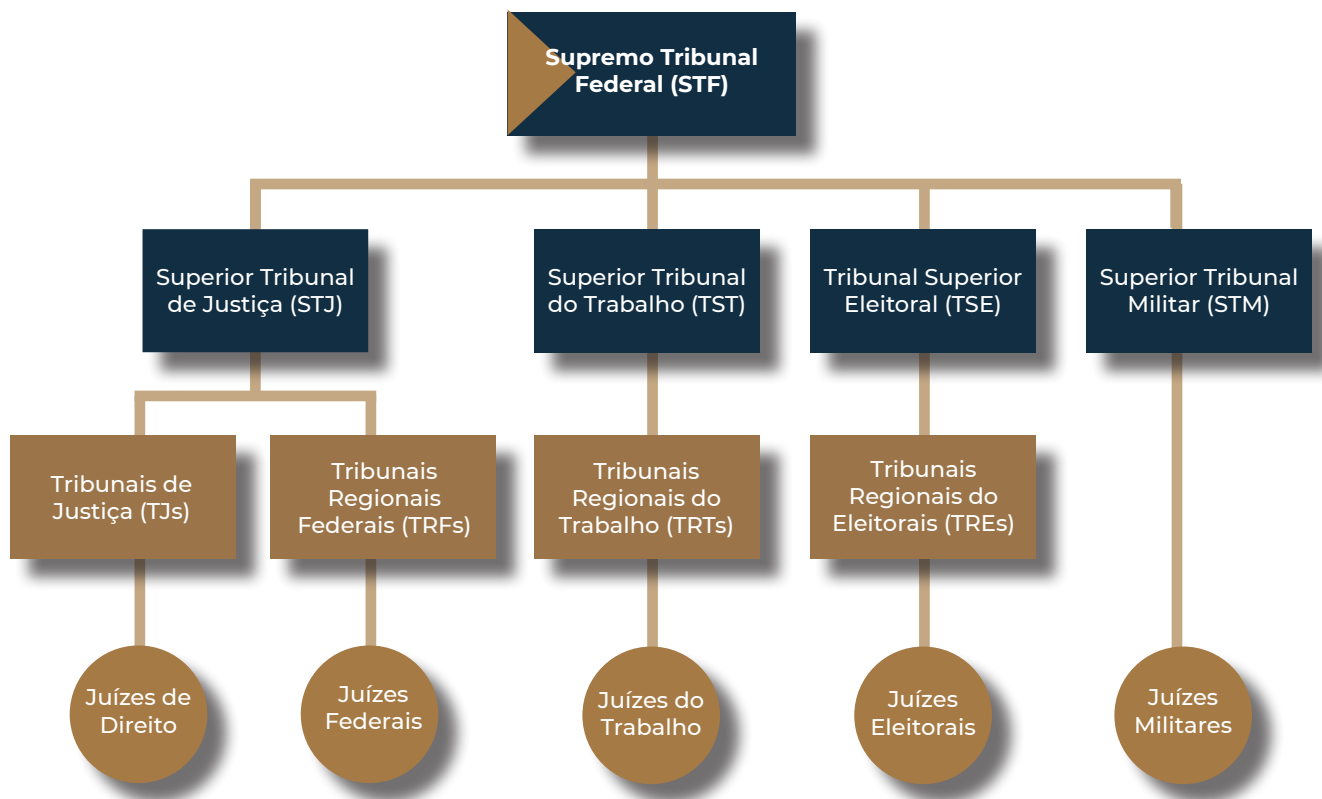 Supremo Tribunal
Federal (STF)
Superior Tribunal
de Justiça (STJ)
Superior Tribunal
do Trabalho (TST)
Tribunal Superior
Eleitoral (TSE)
Superior Tribunal
Militar (STM)
Tribunais de
Justiça (TJs)
Tribunais
Regionais
Federais (TRFs)
Tribunais
Regionais do
Trabalho (TRTs)
Tribunais
Regionais do
Eleitorais (TREs)
Juízes de
Direito
Juízes
Federais
Juízes do
Trabalho
Juízes
Eleitorais
Juízes
Militares